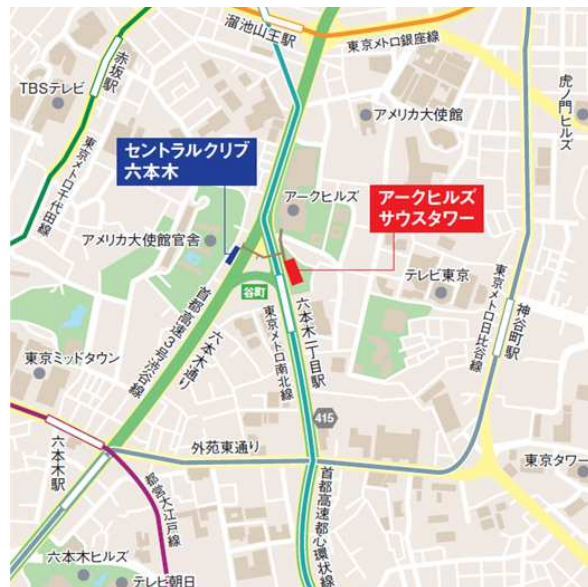 溜池山王駅
東京メトロ銀座線
赤坂駅
TBSテレビ
アメリカ大使館
虎ノ門ヒルズ
東京メトロ千代田線
セントラルクリブ
六本木
アークヒルズ
アークヒルズ
サウスタワー
アメリカ大使館官舎
谷町
テレビ東京
首都高速3号渋谷線
六本木通り
東京メトロ南北線
六本木一丁目駅
東京メトロ日比谷線
神谷町駅
東京ミッドタウン
415
外苑東通り
六本木駅
都営大江戸線
首都高速都心環状線
東京タワー
六本木ヒルズ
テレビ朝日